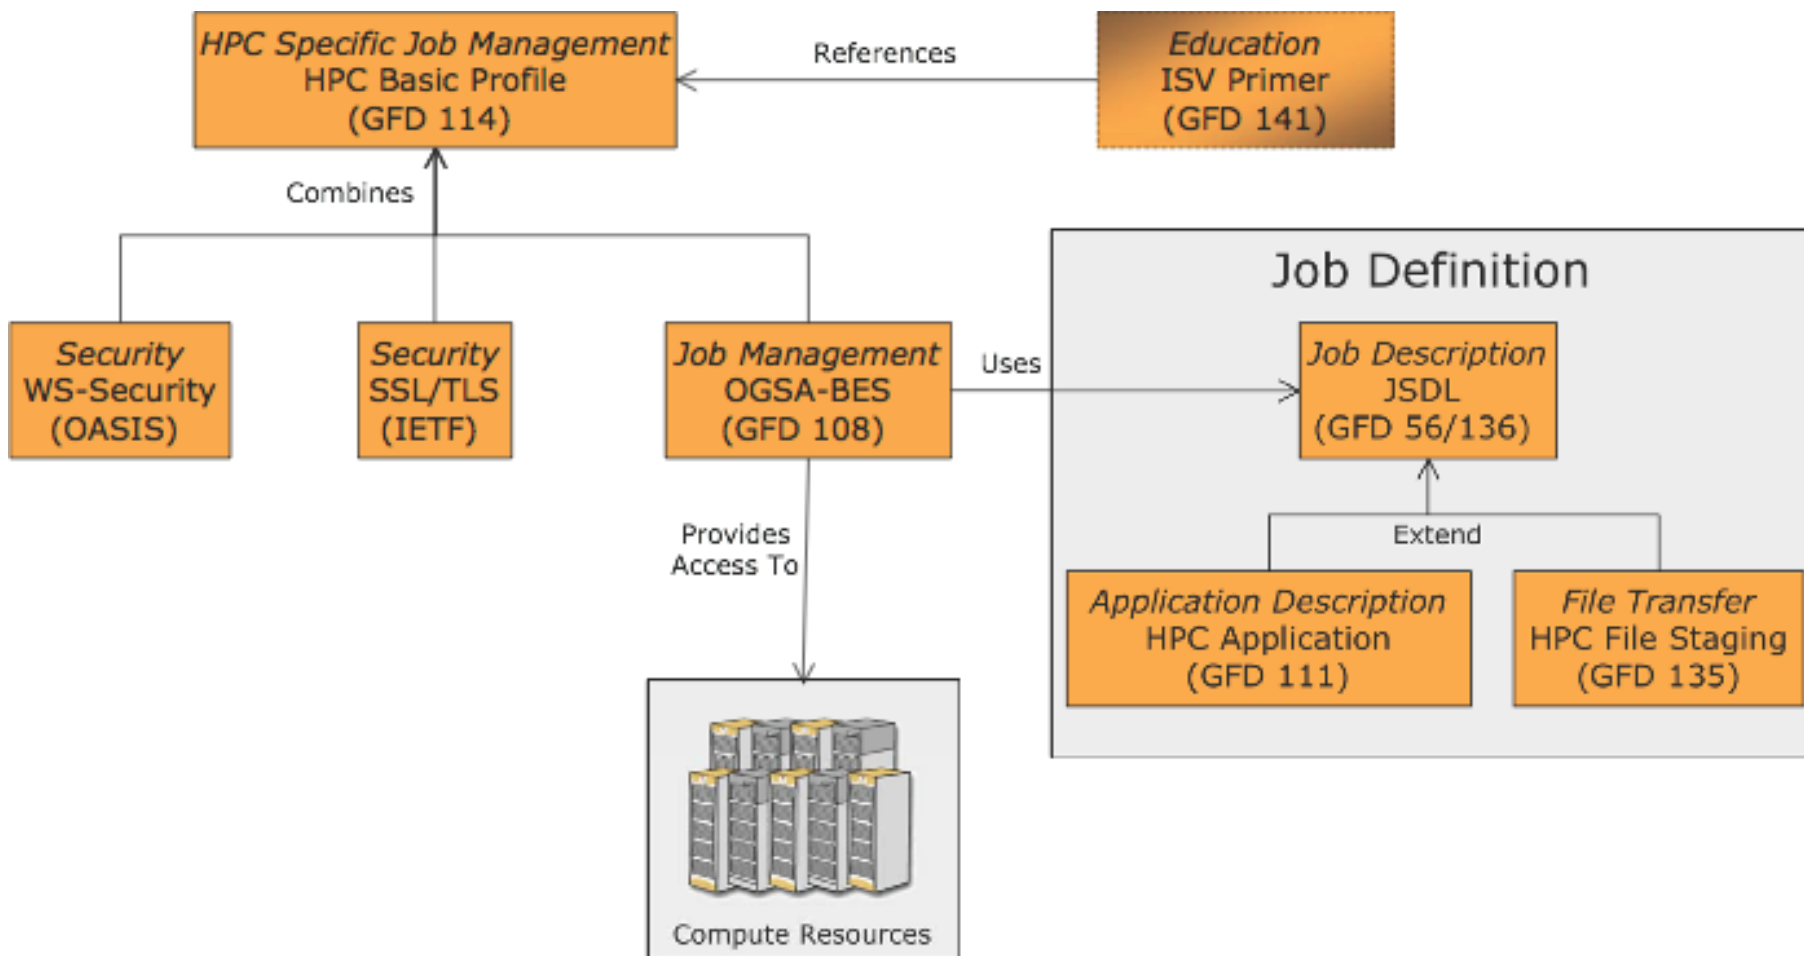 HPC Specific Job Management
HPC Basic Profile
(GFD 114)
References
Education
ISV Primer
(GFD 141)
Combines
Security
WS-Security
(OASIS)
Security
SSL/TLS
(IETF)
Job Management
OGSA-BES
(GFD 108)
Uses
Job Definition
Job Description
JSDL
(GFD 56/136)
Extend
Application Description
HPC Application
(GFD 111)
File Transfer
HPC File Staging
(GFD 135)
Provides
Access To
Compute Resources